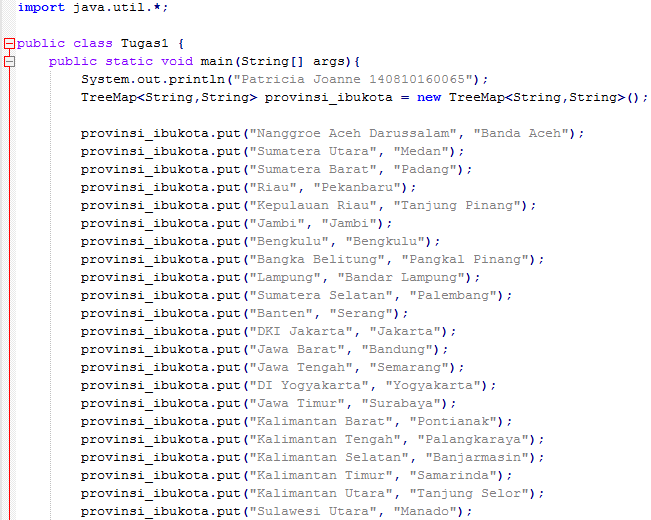 import java.util.*;
public class Tugas1 {
public static void main(String[] args){
System.out.println("Patricia Joanne 140810160065");
TreeMap<String,String> provinsi_ibukota = new TreeMap<String,String>();
provinsi_ibukota.put("Nanggroe Aceh Darussalam", "Banda Aceh");
provinsi_ibukota.put("Sumatera Utara", "Medan");
provinsi_ibukota.put("Sumatera Barat", "Padang");
provinsi_ibukota.put("Riau", "Pekanbaru");
provinsi_ibukota.put("Kepulauan Riau", "Tanjung Pinang");
provinsi_ibukota.put("Jambi", "Jambi");
provinsi_ibukota.put("Bengkulu", "Bengkulu");
provinsi_ibukota.put("Bangka Belitung", "Pangkal Pinang");
provinsi_ibukota.put("Lampung", "Bandar Lampung");
provinsi_ibukota.put("Sumatera Selatan", "Palembang");
provinsi_ibukota.put("Banten", "Serang");
provinsi_ibukota.put("DKI Jakarta", "Jakarta");
provinsi_ibukota.put("Jawa Barat", "Bandung");
provinsi_ibukota.put("Jawa Tengah", "Semarang");
provinsi_ibukota.put("DI Yogyakarta", "Yogyakarta");
provinsi_ibukota.put("Jawa Timur", "Surabaya");
provinsi_ibukota.put("Kalimantan Barat", "Pontianak");
provinsi_ibukota.put("Kalimantan Tengah", "Palangkaraya");
provinsi_ibukota.put("Kalimantan Selatan", "Banjarmasin");
provinsi_ibukota.put("Kalimantan Timur", "Samarinda");
provinsi_ibukota.put("Kalimantan Utara", "Tanjung Selor");
provinsi_ibukota.put("Sulawesi Utara", "Manado");